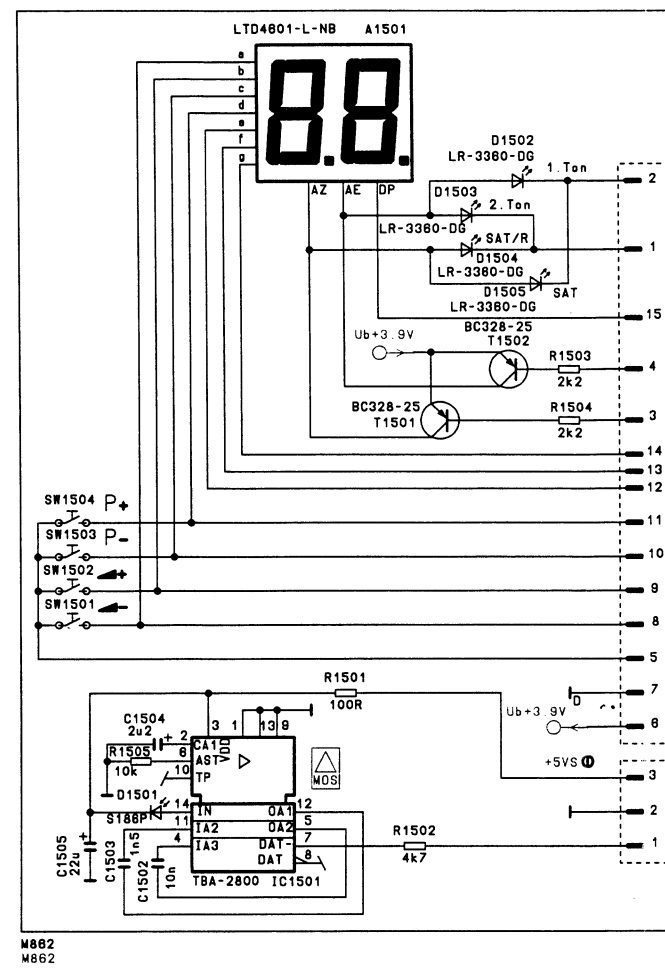 LTD4601-L-NB A1501
a
b
c
d
e
f
g
8.8.
AZ AE DP
D1502
LR-3360-DG
1.Ton
2
D1503
2.Ton
LR-3360-DG
SAT/R
1
D1504
LR-3360-DG
D1505
SAT
LR-3360-DG
15
BC328-25
T1502
Ub+3.9V
R1503
2k2
4
BC328-25
T1501
R1504
2k2
3
14
13
12
SW1504 P+
11
SW1503 P-
10
SW1502 +
9
SW1501 -
8
5
R1501
100R
7
D
Ub+3.9V
6
C1504
2u2
+
3 1 13 9
2 CA1 VDD
R1505
10k
6 AST
10 TP
MOS
+5VS
3
D1501
S186P
14 IN OA1 12
2
11 IA2 OA2 5
4 IA3 DAT- 7
R1502
4k7
1
DAT 8
C1505
22u
+
C1503
1n5
C1502
10n
TBA-2800 IC1501
M862
M862